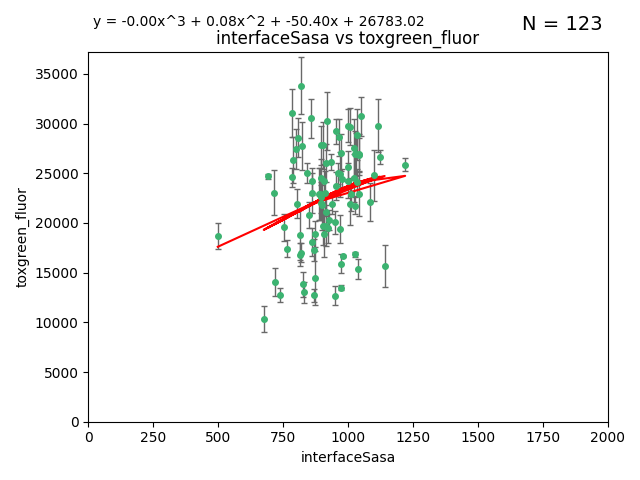 y = -0.00x^3 + 0.08x^2 + -50.40x + 26783.02
N = 123
interfaceSasa vs toxgreen_fluor
35000
30000
25000
20000
15000
10000
5000
0
toxgreen_fluor
0 250 500 750 1000 1250 1500 1750 2000
interfaceSasa